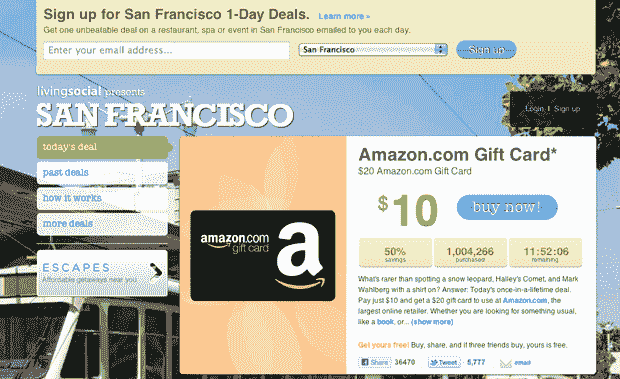 Sign up for San Francisco 1-Day Deals. Learn more »
Get one unbeatable deal on a restaurant, spa or event in San Francisco emailed to you each day.
Enter your email address... San Francisco Sign up
livingsocial presents
SAN FRANCISCO
Login | Sign up
today's deal
past deals
how it works
more deals
ESCAPES
Affordable getaways near you
amazon.com
gift card
a
Amazon.com Gift Card*
$20 Amazon.com Gift Card
$10 buy now!
50% 1,004,266 11:52:06
savings purchased remaining
What's rarer than spotting a snow leopard, Halley's Comet, and Mark
Wahlberg with a shirt on? Answer: Today's once-in-a-lifetime deal.
Pay just $10 and get a $20 gift card to use at Amazon.com, the
largest online retailer. Whether you are looking for something usual,
like a book, or... (show more)
Get yours free! Buy, share, and if three friends buy, yours is free.
Share 36470 Tweet 5,777 email